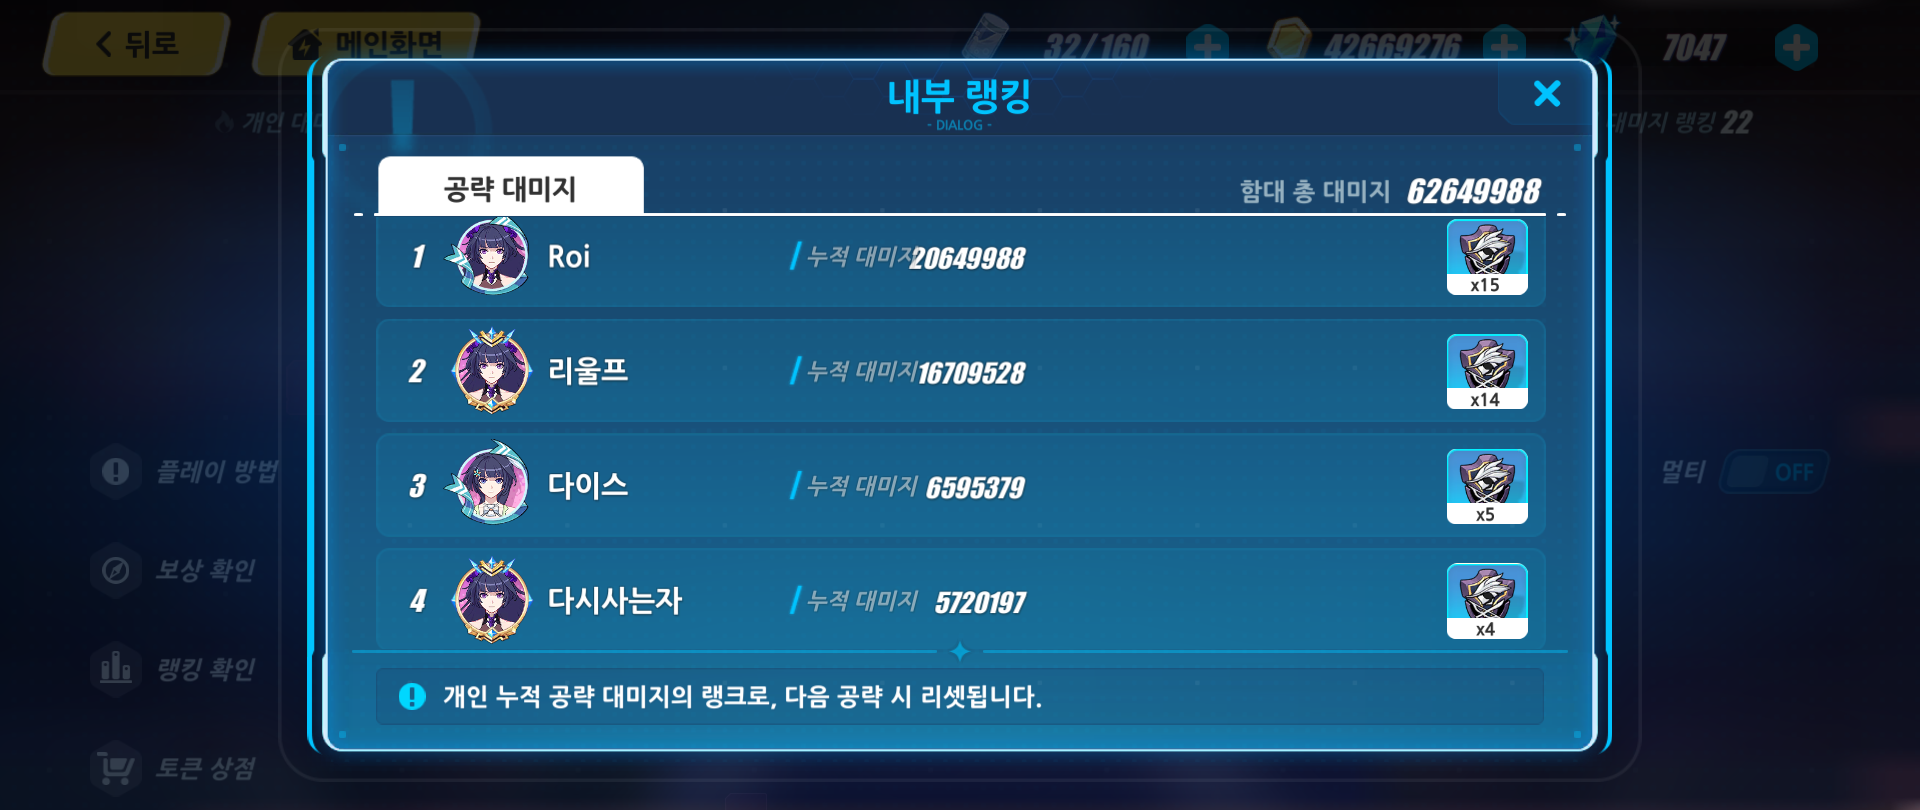 뒤로
메인화면
32/160
42669276
7047
내부 랭킹
- DIALOG -
개인 대미
대미지 랭킹 22
공략 대미지
함대 총 대미지 62649988
1 Roi 누적 대미지 20649988 x15
2 리울프 누적 대미지 16709528 x14
3 다이스 누적 대미지 6595379 x5
4 다시사는자 누적 대미지 5720197 x4
개인 누적 공략 대미지의 랭크로, 다음 공략 시 리셋됩니다.
플레이 방법
보상 확인
랭킹 확인
토큰 상점
멀티 OFF